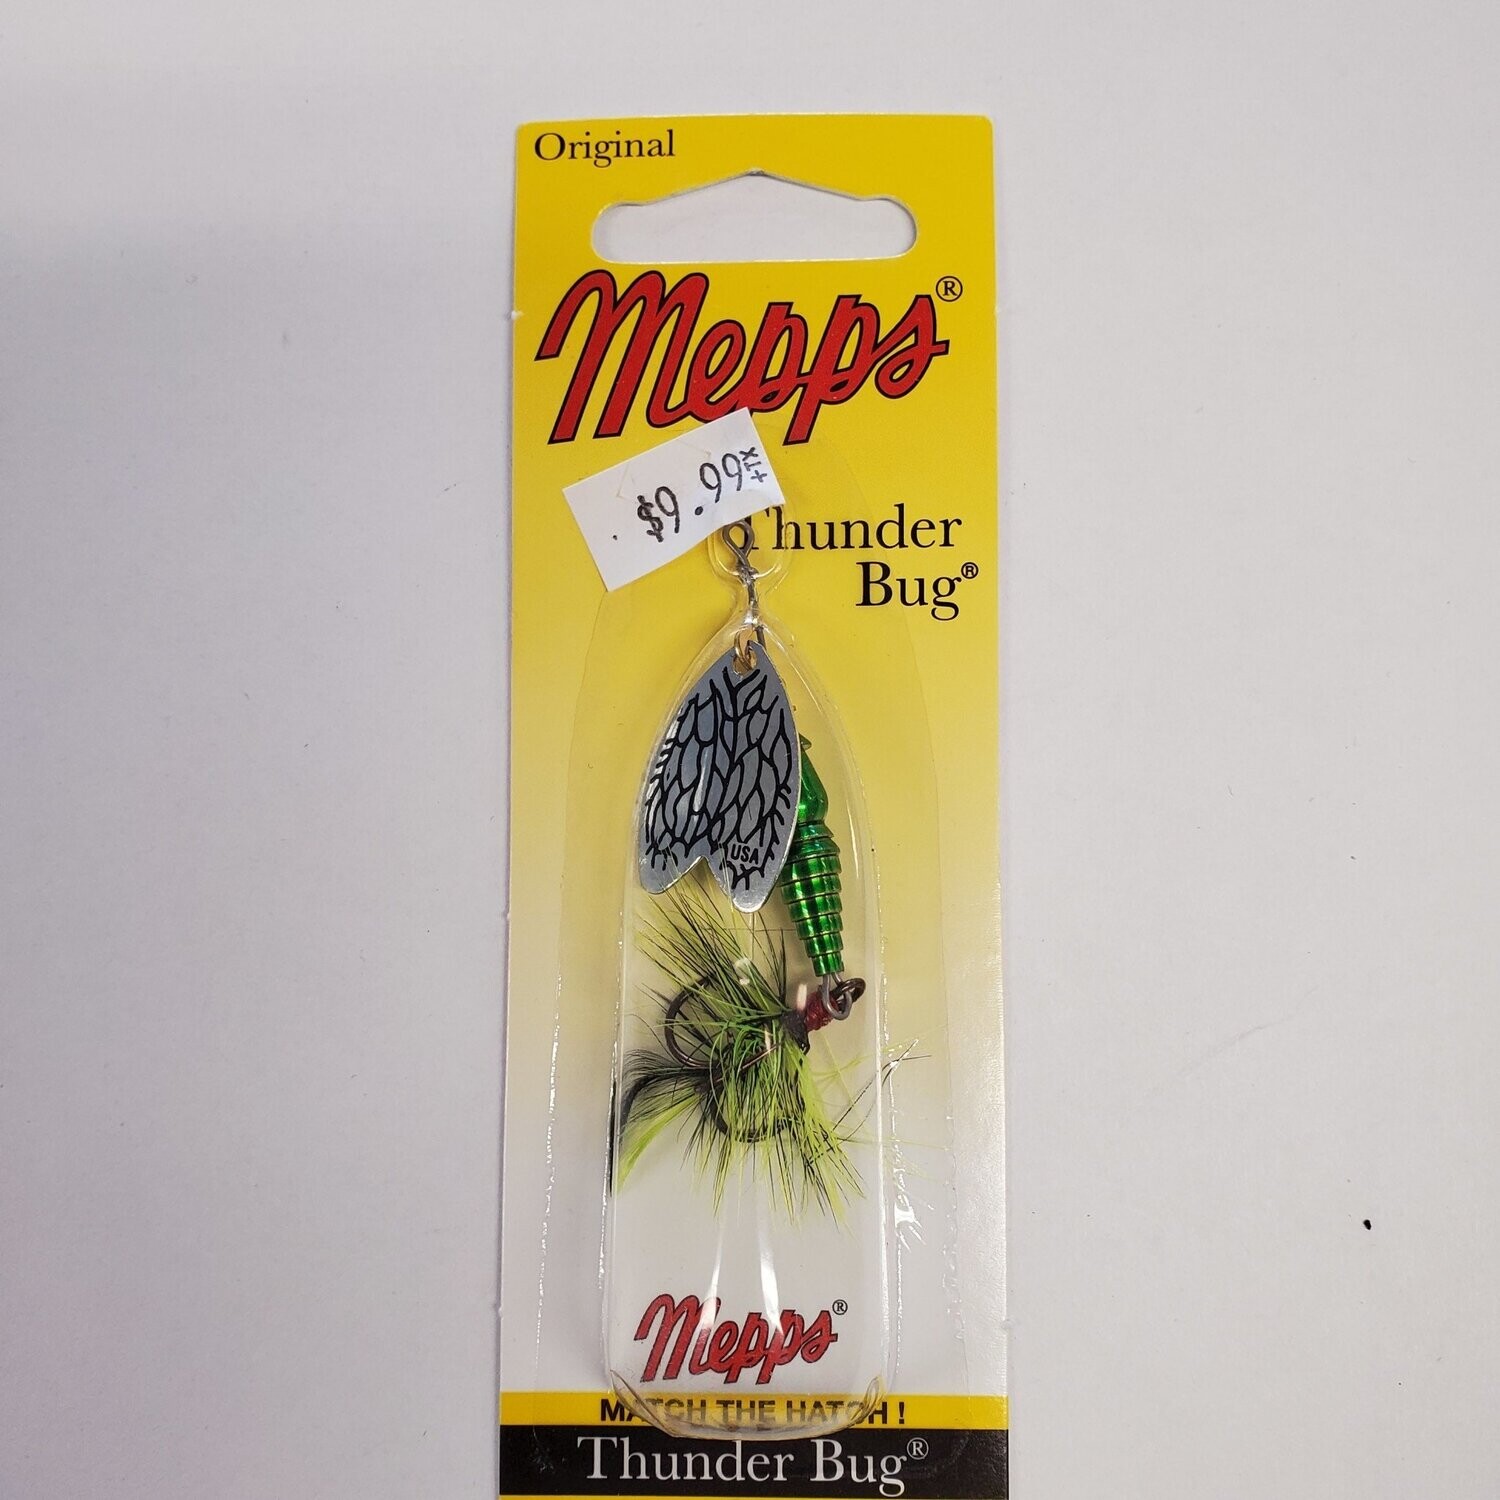 Original
Mepps®
$9.99
Thunder
Bug®
USA
Mepps®
MATCH THE HATCH !
Thunder Bug®